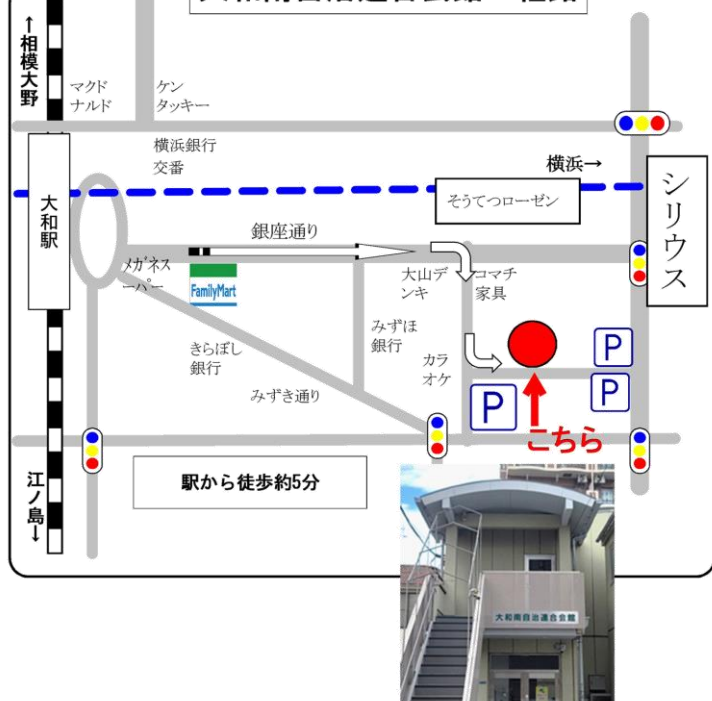 ←相模大野
マクド
ナルド
ケン
タッキー
横浜銀行
交番
横浜→
大和駅
そうてつローゼン
シリウス
銀座通り
メガネス
ーパー
FamilyMart
大山デ
ンキ
コマチ
家具
みずほ
銀行
きらぼし
銀行
カラ
オケ
みずき通り
P
P
P
こちら
江ノ島→
駅から徒歩約5分
大和南自治連合会館